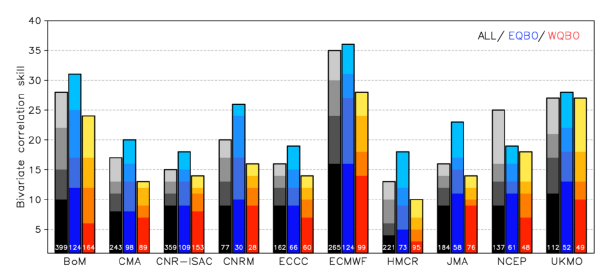 Bivariate correlation skill
40
35
30
25
20
15
10
5
ALL/ EQBO/ WQBO
399 124 164 243 98 89 359 109 153 77 30 28 162 66 60 265 124 99 221 73 95 184 58 76 137 61 48 112 52 49
BoM CMA CNR-ISAC CNRM ECCC ECMWF HMCR JMA NCEP UKMO